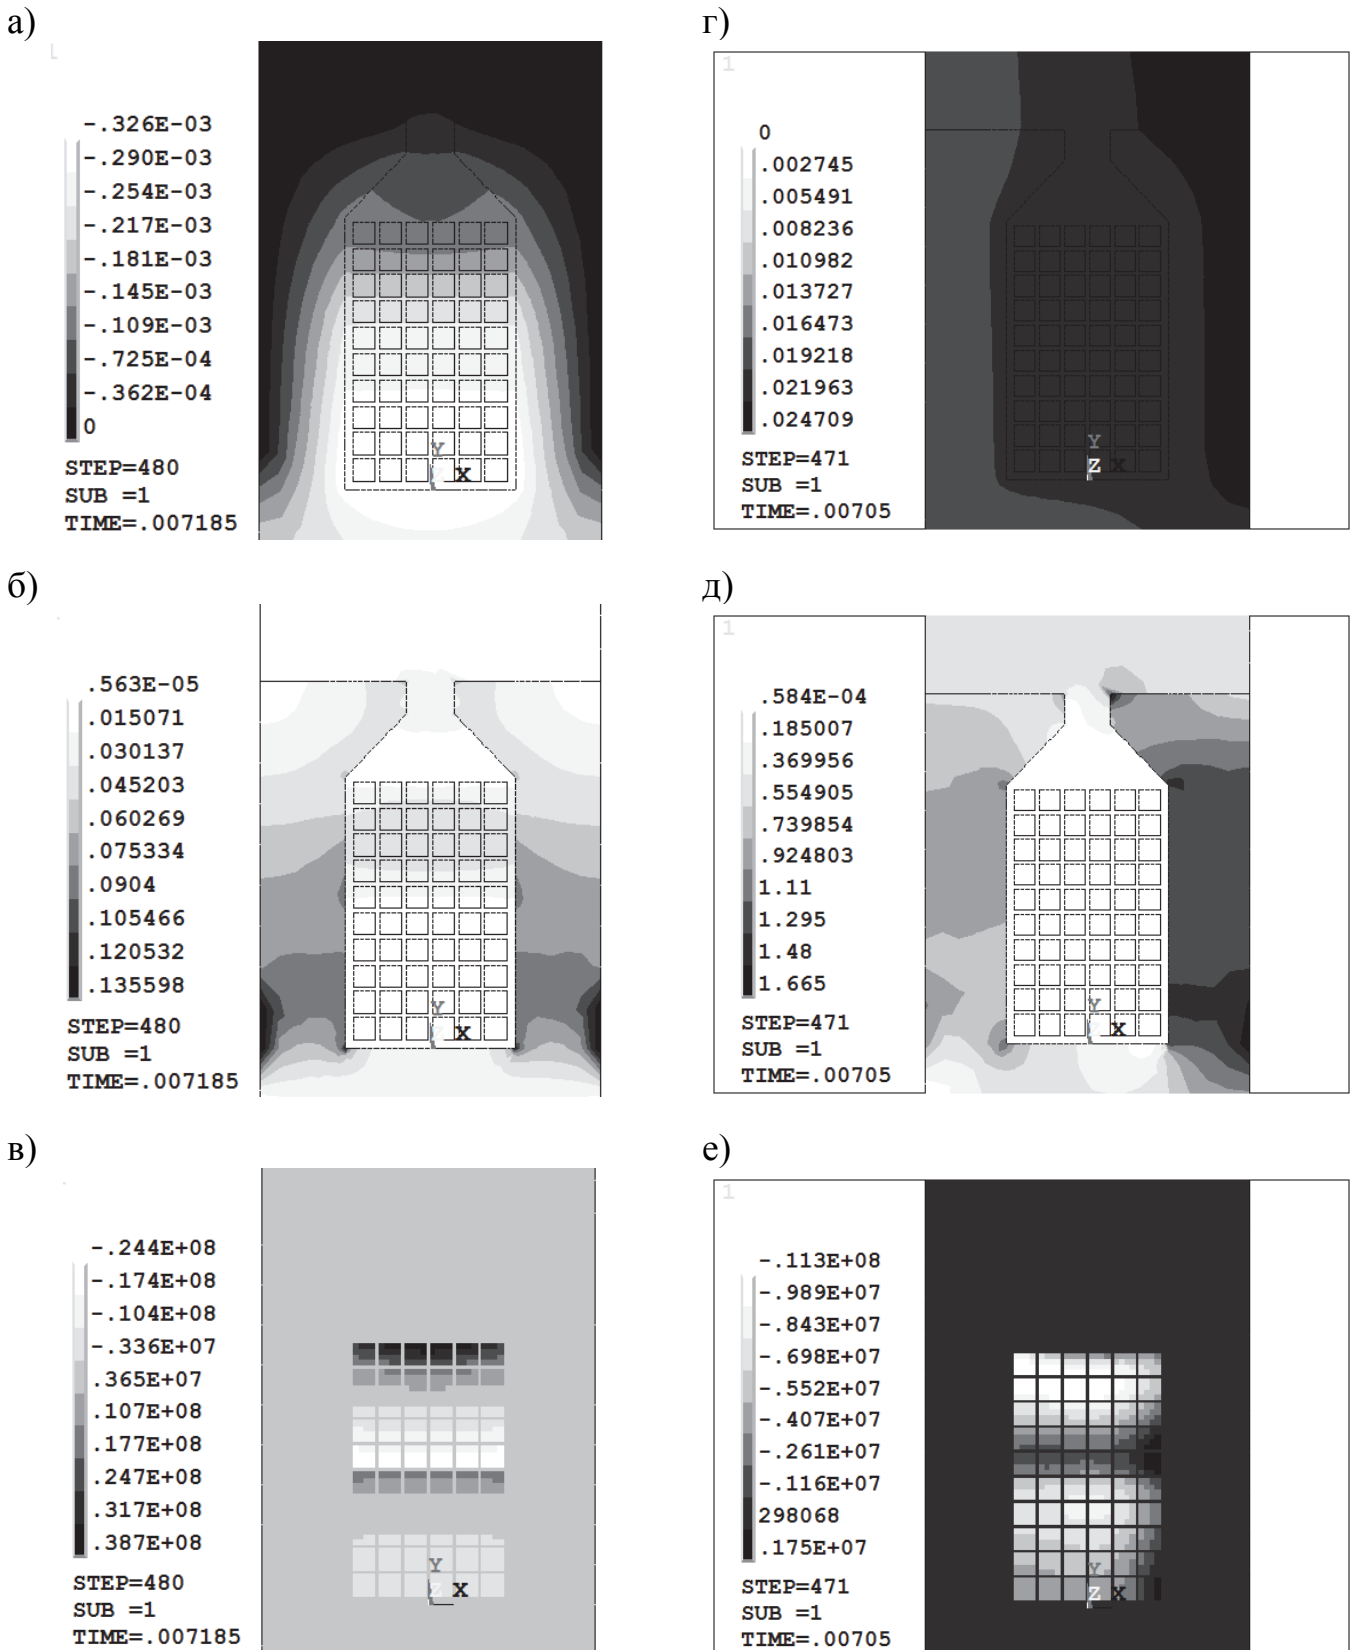 а)
-.326E-03
-.290E-03
-.254E-03
-.217E-03
-.181E-03
-.145E-03
-.109E-03
-.725E-04
-.362E-04
0
STEP=480
SUB =1
TIME=.007185
Y
X
г)
1
0
.002745
.005491
.008236
.010982
.013727
.016473
.019218
.021963
.024709
STEP=471
SUB =1
TIME=.00705
Y
Z X
б)
.563E-05
.015071
.030137
.045203
.060269
.075334
.0904
.105466
.120532
.135598
STEP=480
SUB =1
TIME=.007185
Y
X
д)
1
.584E-04
.185007
.369956
.554905
.739854
.924803
1.11
1.295
1.48
1.665
STEP=471
SUB =1
TIME=.00705
Y
X
в)
-.244E+08
-.174E+08
-.104E+08
-.336E+07
.365E+07
.107E+08
.177E+08
.247E+08
.317E+08
.387E+08
STEP=480
SUB =1
TIME=.007185
Y
Z X
е)
1
-.113E+08
-.989E+07
-.843E+07
-.698E+07
-.552E+07
-.407E+07
-.261E+07
-.116E+07
298068
.175E+07
STEP=471
SUB =1
TIME=.00705
Y
Z X